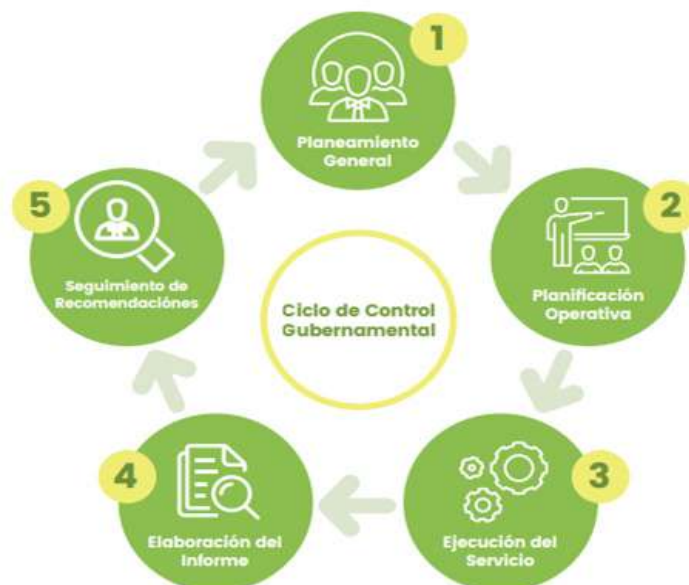 1
Planeamiento
General
2
Planificación
Operativa
3
Ejecución del
Servicio
4
Elaboración del
Informe
5
Seguimiento de
Recomendaciónes
Ciclo de Control
Gubernamental